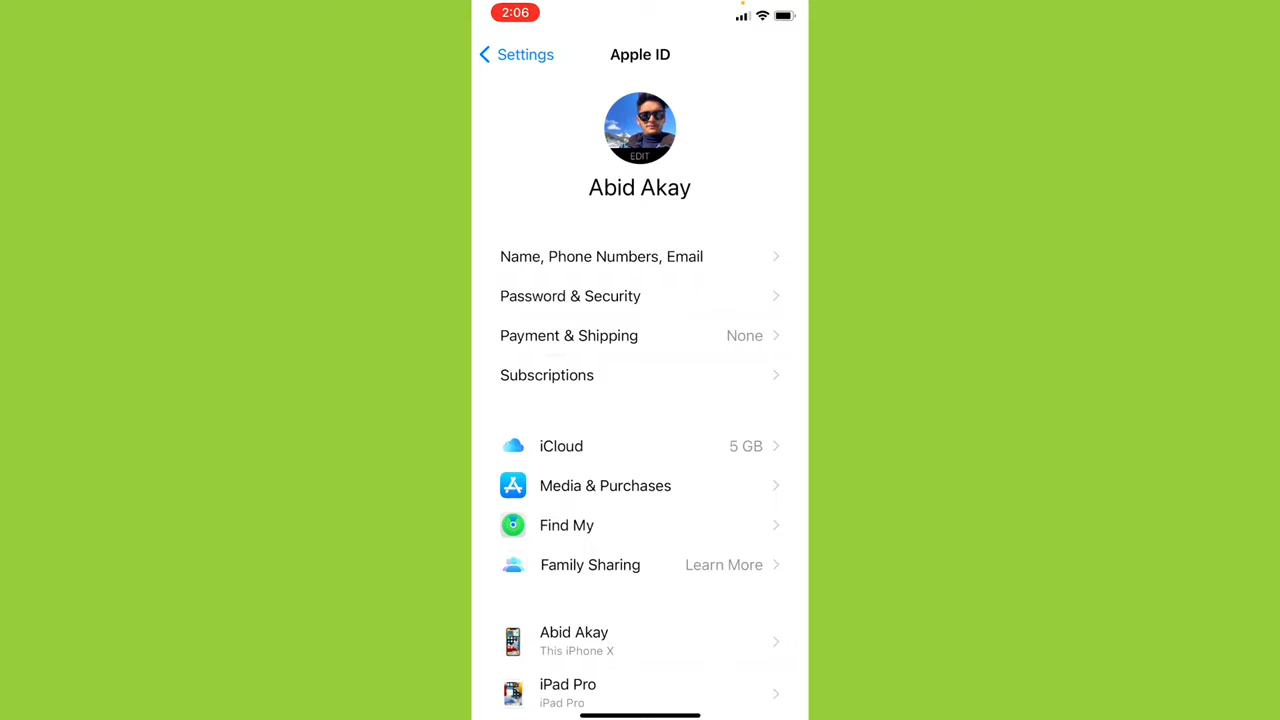 2:06
Settings
Apple ID
EDIT
Abid Akay
Name, Phone Numbers, Email
Password & Security
Payment & Shipping None
Subscriptions
iCloud 5 GB
Media & Purchases
Find My
Family Sharing Learn More
Abid Akay
This iPhone X
iPad Pro
iPad Pro